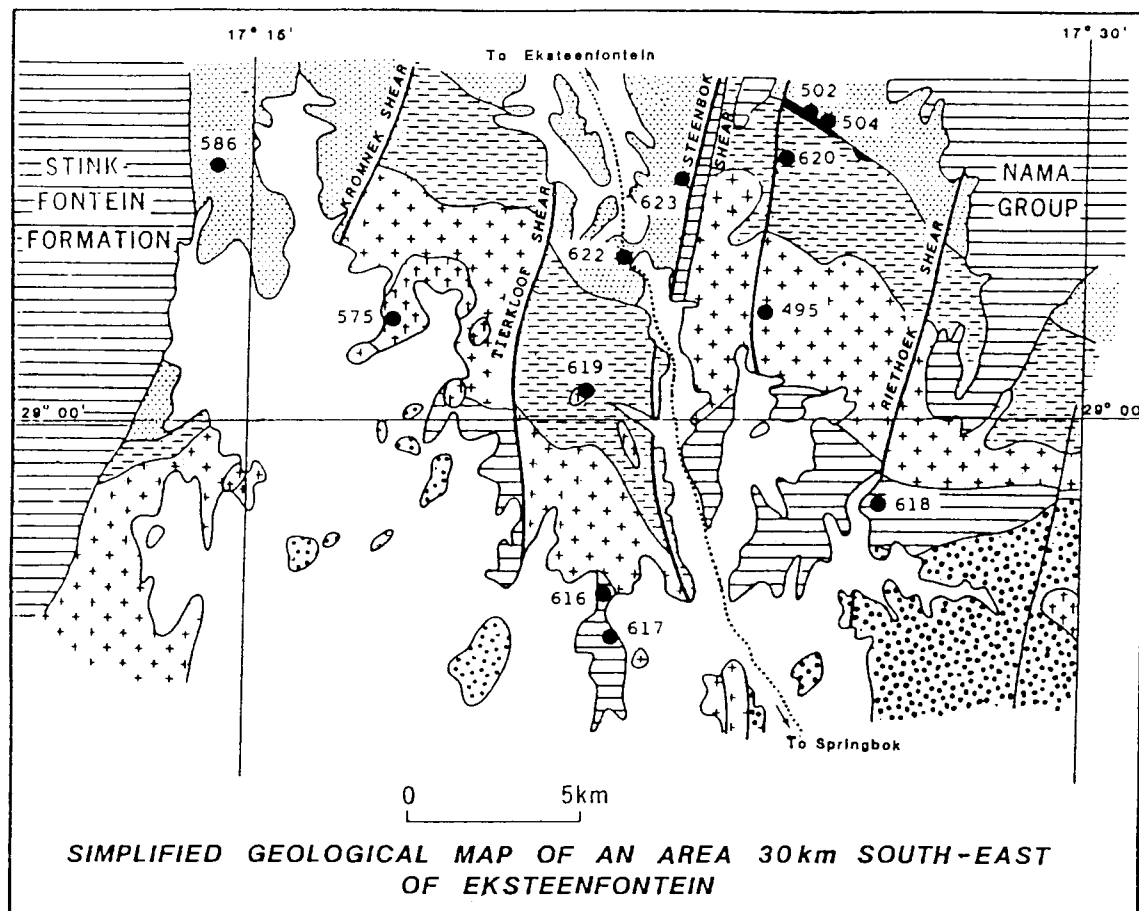 17° 15'
17° 30'
To Eksteenfontein
502
504
586
STINK-
FONTEIN
FORMATION
KROMNEK SHEAR
STEENBOK
SHEAR
620
NAMA
GROUP
623
TIERKLOOF SHEAR
622
RIETHOEK SHEAR
575
495
619
29° 00'
29° 00'
618
616
617
To Springbok
0 5km
SIMPLIFIED GEOLOGICAL MAP OF AN AREA 30km SOUTH-EAST
OF EKSTEENFONTEIN